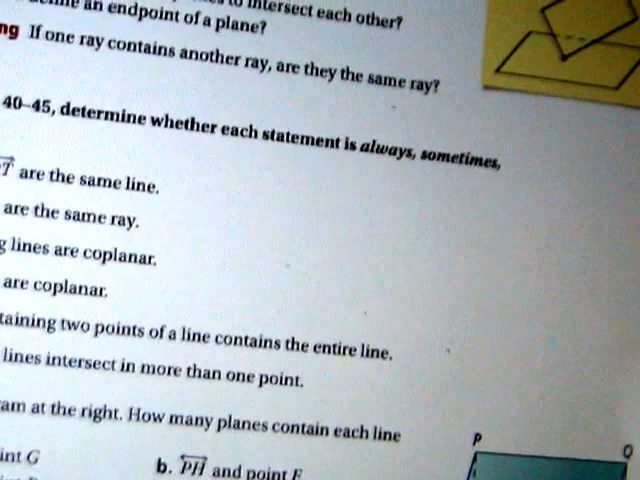 an endpoint of a plane?
intersect each other?
If one ray contains another ray, are they the same ray?
40–45, determine whether each statement is always, sometimes,
T are the same line.
are the same ray.
lines are coplanar.
are coplanar.
taining two points of a line contains the entire line.
lines intersect in more than one point.
am at the right. How many planes contain each line
int G
b. PH and point F
P
Q